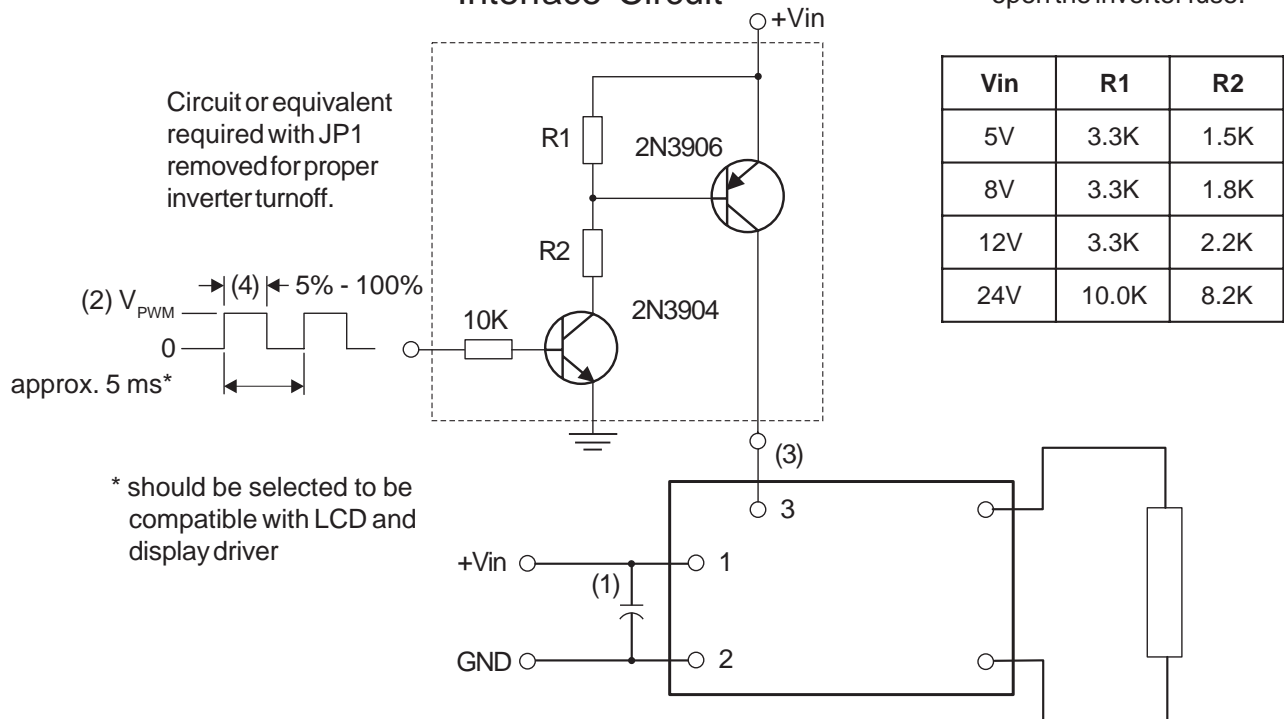 Interface Circuit
open the inverter fuse.
+Vin
Circuit or equivalent
required with JP1
removed for proper
inverter turnoff.
R1
2N3906
R2
2N3904
10K
(2) VPWM
(4)
5% - 100%
0
approx. 5 ms*
* should be selected to be
compatible with LCD and
display driver
(3)
3
+Vin
1
(1)
GND
2
Vin R1 R2
5V 3.3K 1.5K
8V 3.3K 1.8K
12V 3.3K 2.2K
24V 10.0K 8.2K